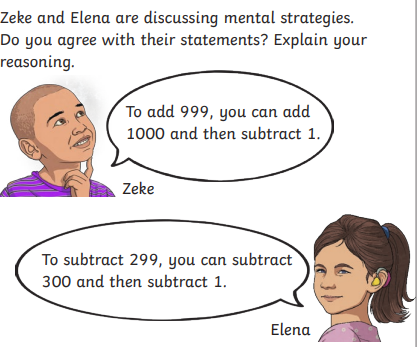 Zeke and Elena are discussing mental strategies.
Do you agree with their statements? Explain your
reasoning.
To add 999, you can add
1000 and then subtract 1.
Zeke
To subtract 299, you can subtract
300 and then subtract 1.
Elena